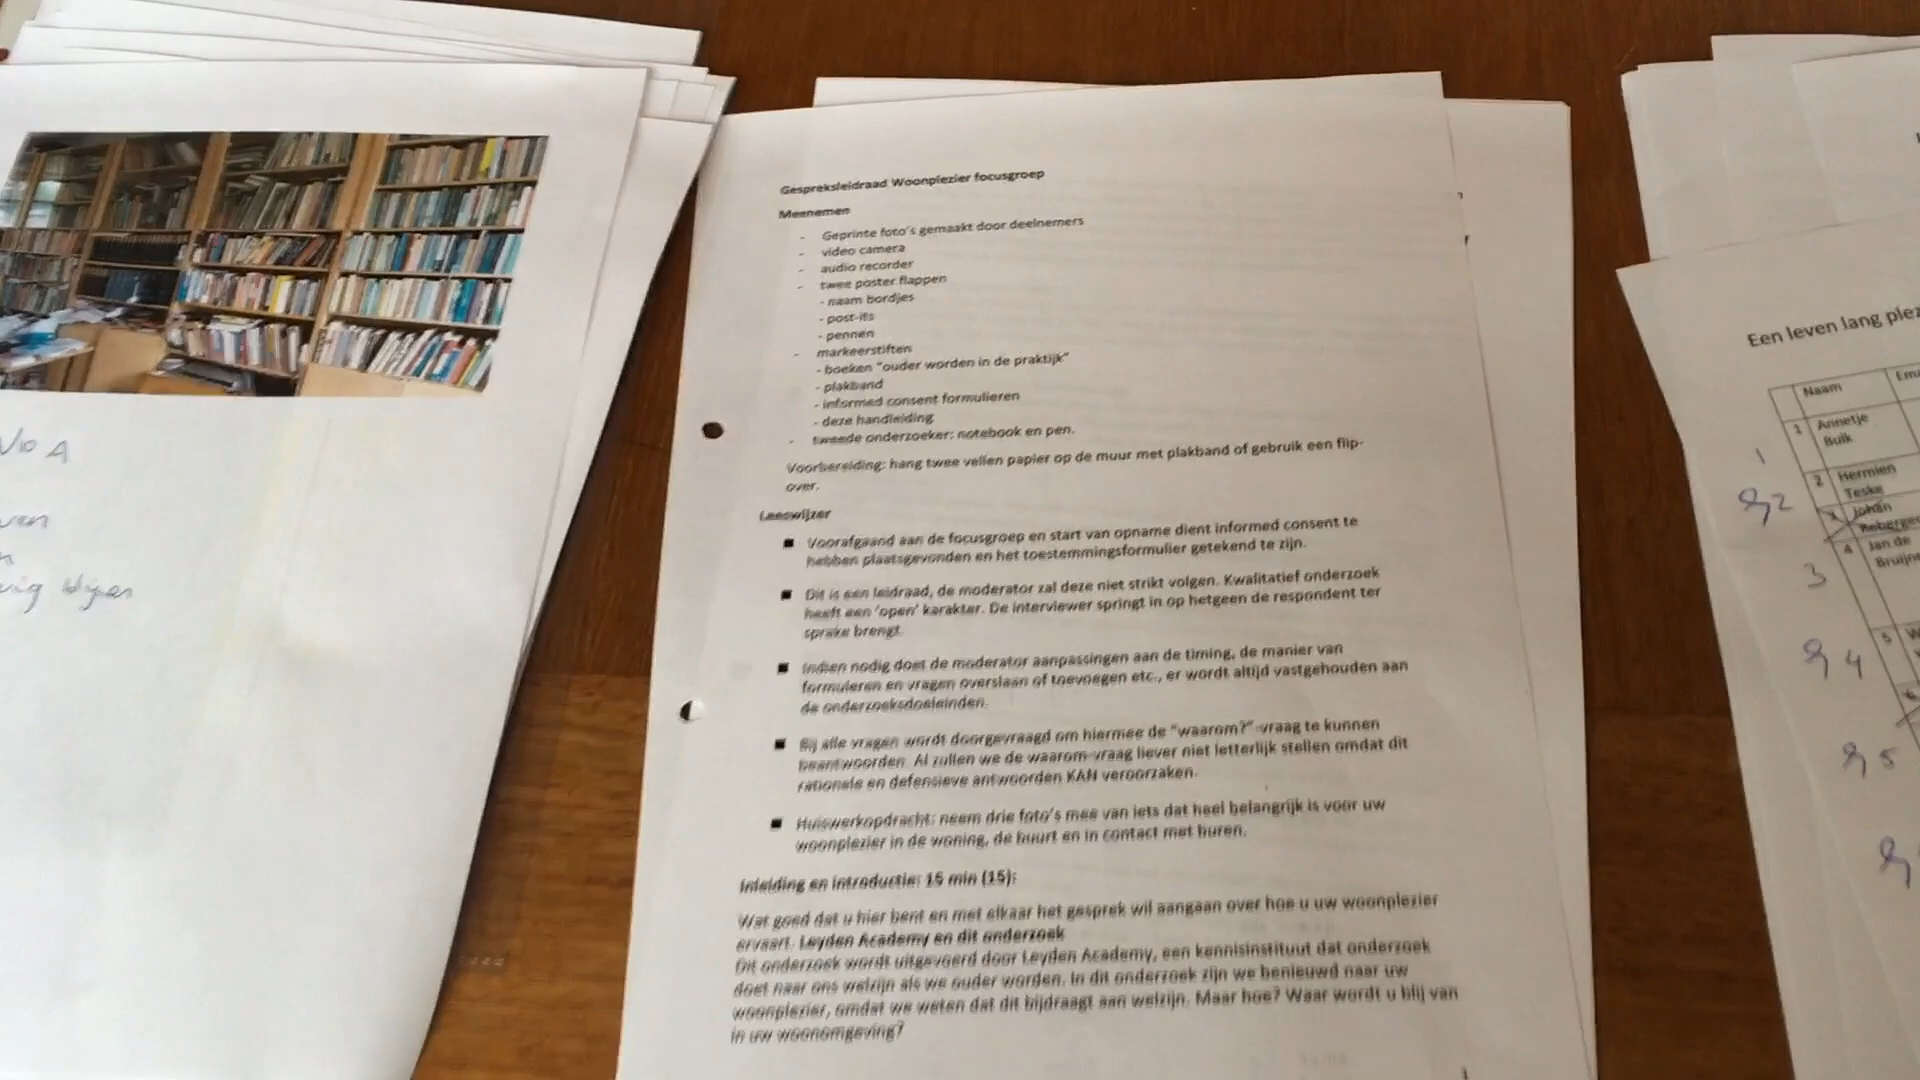 Gespreksleidraad Woonplezier focusgroep
Meenemen
- Geprinte foto's gemaakt door deelnemers
- video camera
- audio recorder
- twee poster flappen
- naam bordjes
- post-its
- pennen
- markeerstiften
- boeken "ouder worden in de praktijk"
- plakband
- informed consent formulieren
- deze handleiding
- tweede onderzoeker: notebook en pen.
Voorbereiding: hang twee vellen papier op de muur met plakband of gebruik een flip-
over.
Leeswijzer
■ Voorafgaand aan de focusgroep en start van opname dient informed consent te
hebben plaatsgevonden en het toestemmingsformulier getekend te zijn.
■ Dit is een leidraad, de moderator zal deze niet strikt volgen. Kwalitatief onderzoek
heeft een 'open' karakter. De interviewer springt in op hetgeen de respondent ter
sprake brengt.
■ Indien nodig doet de moderator aanpassingen aan de timing, de manier van
formuleren en vragen overslaan of toevoegen etc., er wordt altijd vastgehouden aan
de onderzoeksdoeleinden.
■ Bij alle vragen wordt doorgevraagd om hiermee de "waarom?"-vraag te kunnen
beantwoorden. Al zullen we de waarom-vraag liever niet letterlijk stellen omdat dit
rationele en defensieve antwoorden KAN veroorzaken.
■ Huiswerkopdracht: neem drie foto's mee van iets dat heel belangrijk is voor uw
woonplezier in de woning, de buurt en in contact met buren.
Inleiding en introductie: 15 min (15):
Wat goed dat u hier bent en met elkaar het gesprek wil aangaan over hoe u uw woonplezier
ervaart. Leyden Academy en dit onderzoek
Dit onderzoek wordt uitgevoerd door Leyden Academy, een kennisinstituut dat onderzoek
doet naar ons welzijn als we ouder worden. In dit onderzoek zijn we benieuwd naar uw
woonplezier, omdat we weten dat dit bijdraagt aan welzijn. Maar hoe? Waar wordt u blij van
in uw woonomgeving?
Een leven lang plez
Naam
1 Annetje
Bulk
2 Hermien
Teske
Johan
4 Jan de
Bruijn
5
1
2
3
4
5